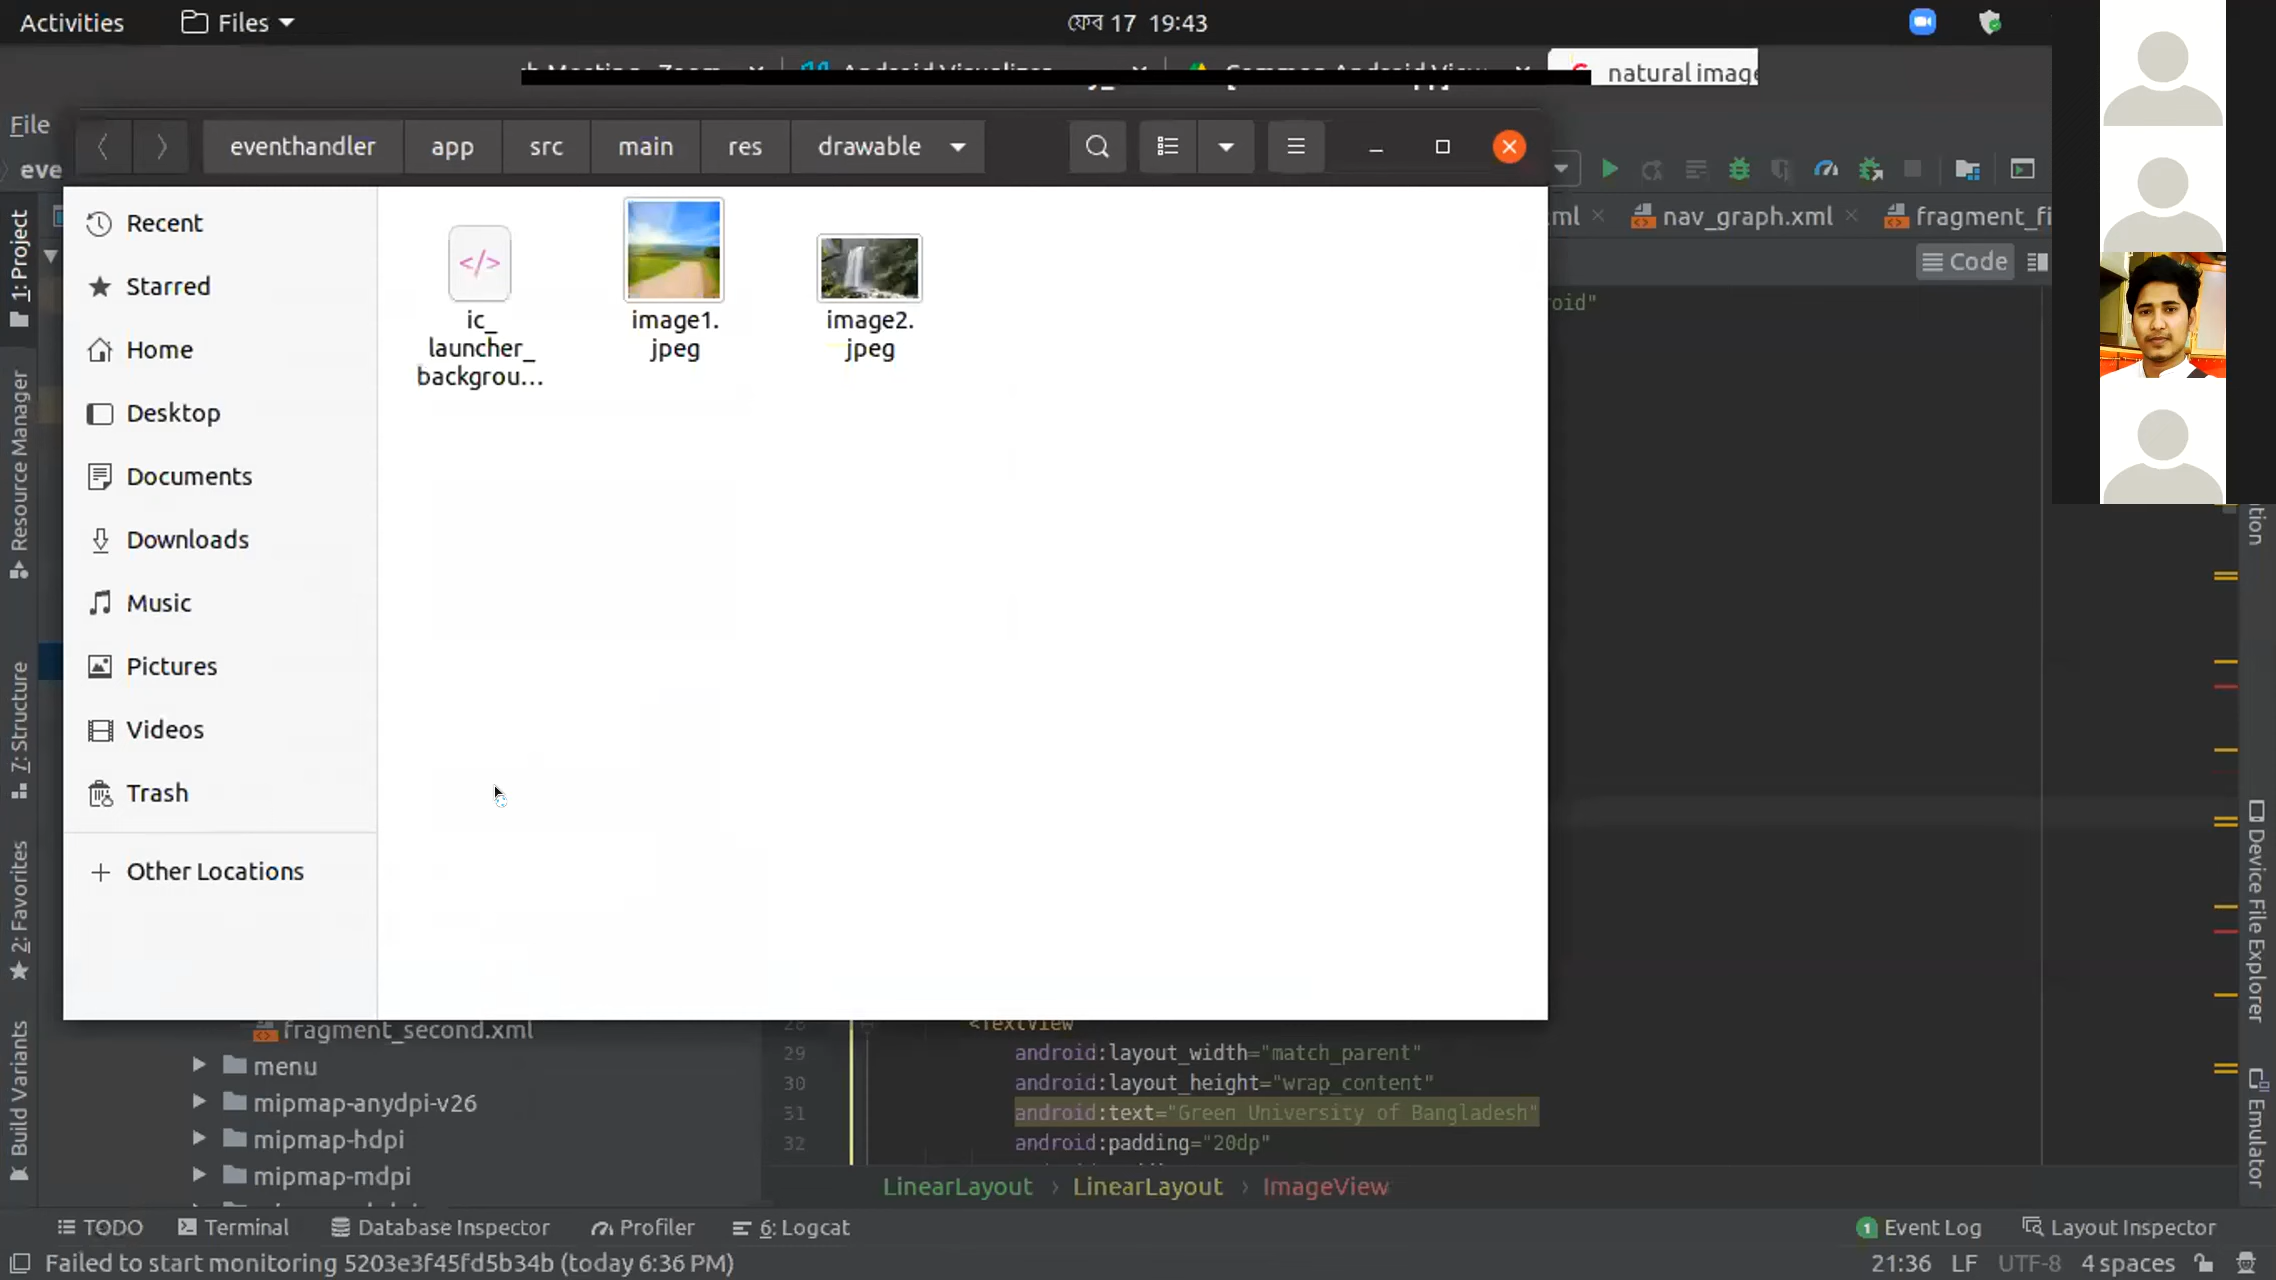 Activities Files ফেব 17 19:43
natural image
File
eventhandler app src main res drawable
eve
nav_graph.xml fragment_fi
Code
Recent
Starred
Home
Desktop
Documents
Downloads
Music
Pictures
Videos
Trash
Other Locations
ic_
launcher_
backgrou...
image1.
jpeg
image2.
jpeg
1: Project
Resource Manager
7: Structure
2: Favorites
Build Variants
Device File Explorer
Emulator
fragment_second.xml
menu
mipmap-anydpi-v26
mipmap-hdpi
mipmap-mdpi
28 <TextView
29 android:layout_width="match_parent"
30 android:layout_height="wrap_content"
31 android:text="Green University of Bangladesh"
32 android:padding="20dp"
LinearLayout › LinearLayout › ImageView
TODO Terminal Database Inspector Profiler 6: Logcat 1 Event Log Layout Inspector
Failed to start monitoring 5203e3f45fd5b34b (today 6:36 PM) 21:36 LF UTF-8 4 spaces